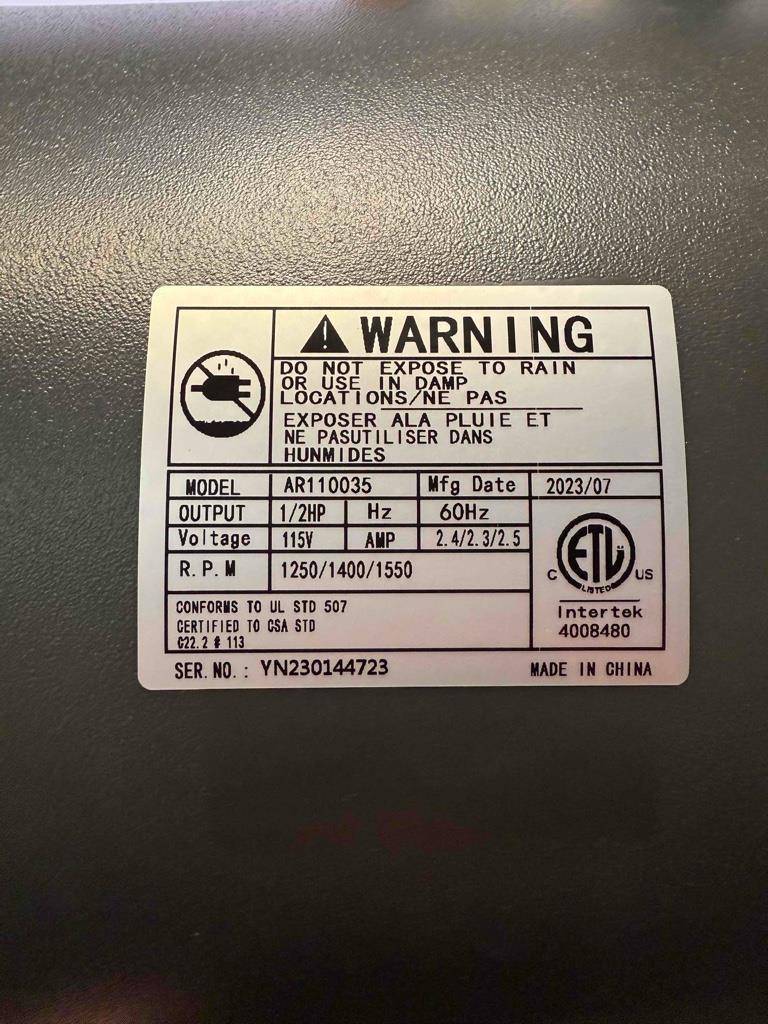 WARNING
DO NOT EXPOSE TO RAIN
OR USE IN DAMP
LOCATIONS/NE PAS
EXPOSER ALA PLUIE ET
NE PASUTILISER DANS
HUNMIDES
MODEL AR110035 Mfg Date 2023/07
OUTPUT 1/2HP Hz 60Hz
Voltage 115V AMP 2.4/2.3/2.5
R.P.M 1250/1400/1550
ETL
LISTED
C US
Intertek
4008480
CONFORMS TO UL STD 507
CERTIFIED TO CSA STD
C22.2 # 113
SER.NO.: YN230144723 MADE IN CHINA